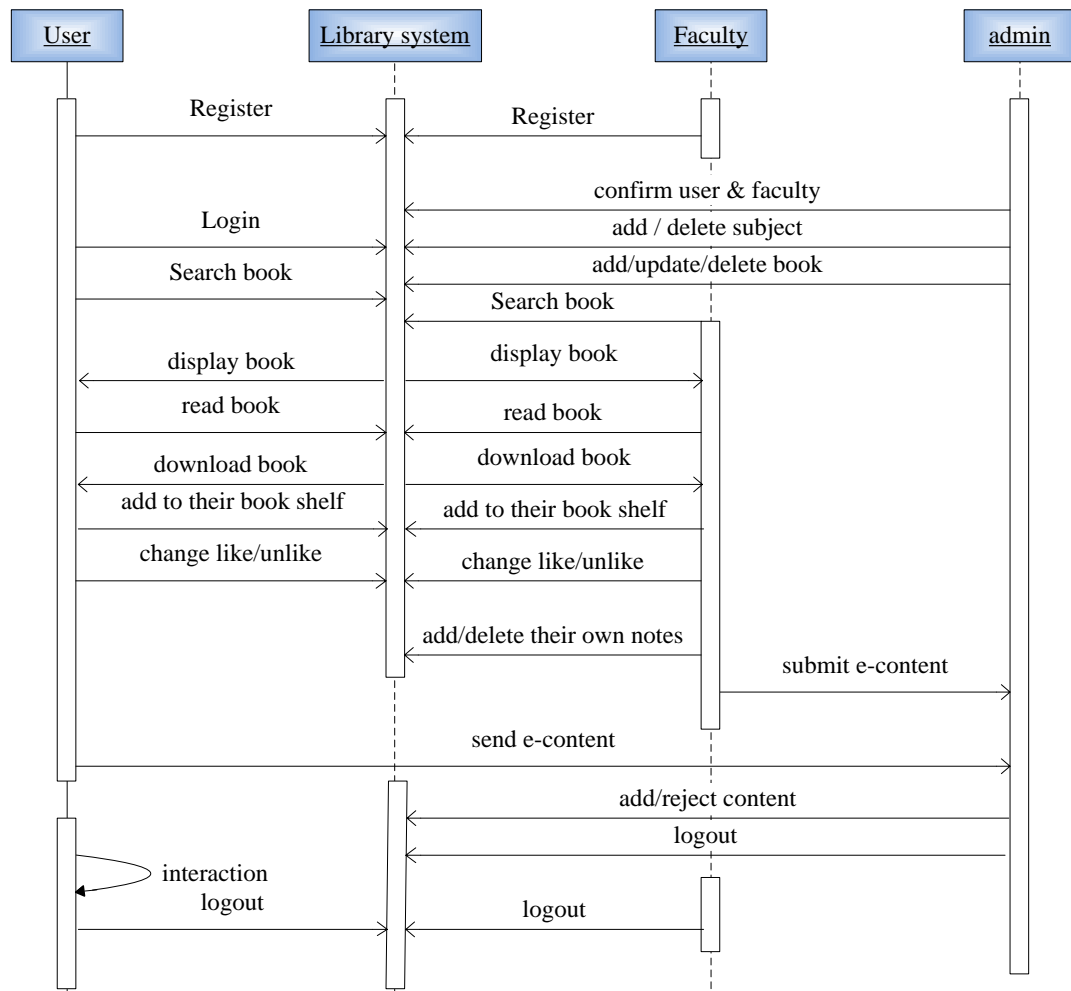 User
Library system
Faculty
admin
Register
Register
confirm user & faculty
Login
add / delete subject
Search book
add/update/delete book
Search book
display book
display book
read book
read book
download book
download book
add to their book shelf
add to their book shelf
change like/unlike
change like/unlike
add/delete their own notes
submit e-content
send e-content
add/reject content
logout
interaction
logout
logout